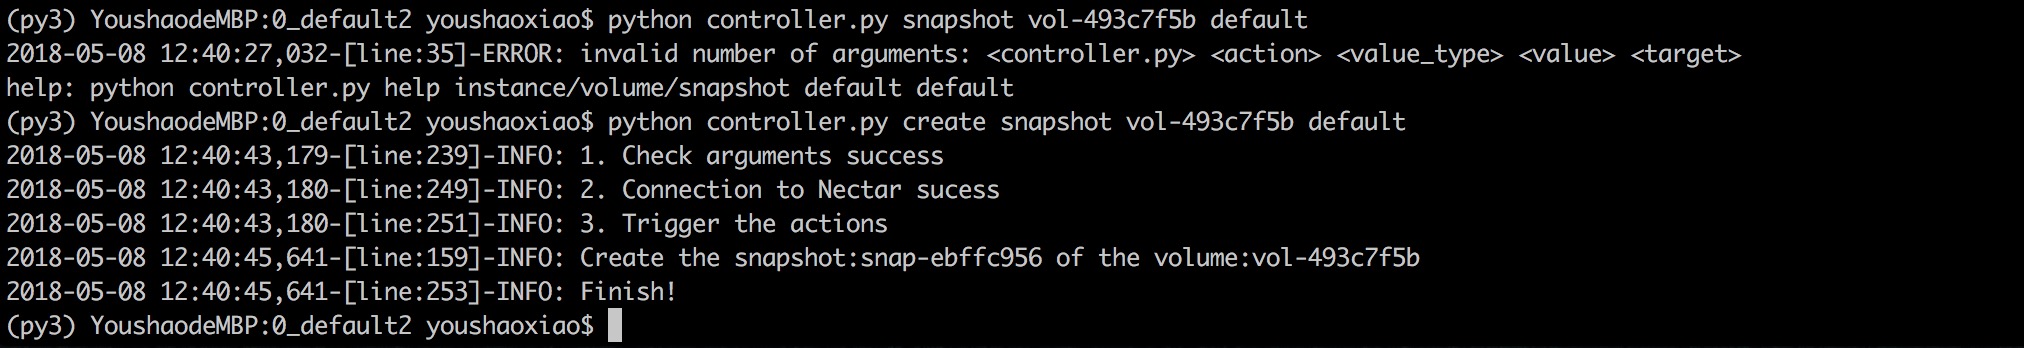 (py3) YoushaodeMBP:0_default2 youshaoxiao$ python controller.py snapshot vol-493c7f5b default
2018-05-08 12:40:27,032-[line:35]-ERROR: invalid number of arguments: <controller.py> <action> <value_type> <value> <target>
help: python controller.py help instance/volume/snapshot default default
(py3) YoushaodeMBP:0_default2 youshaoxiao$ python controller.py create snapshot vol-493c7f5b default
2018-05-08 12:40:43,179-[line:239]-INFO: 1. Check arguments success
2018-05-08 12:40:43,180-[line:249]-INFO: 2. Connection to Nectar sucess
2018-05-08 12:40:43,180-[line:251]-INFO: 3. Trigger the actions
2018-05-08 12:40:45,641-[line:159]-INFO: Create the snapshot:snap-ebffc956 of the volume:vol-493c7f5b
2018-05-08 12:40:45,641-[line:253]-INFO: Finish!
(py3) YoushaodeMBP:0_default2 youshaoxiao$